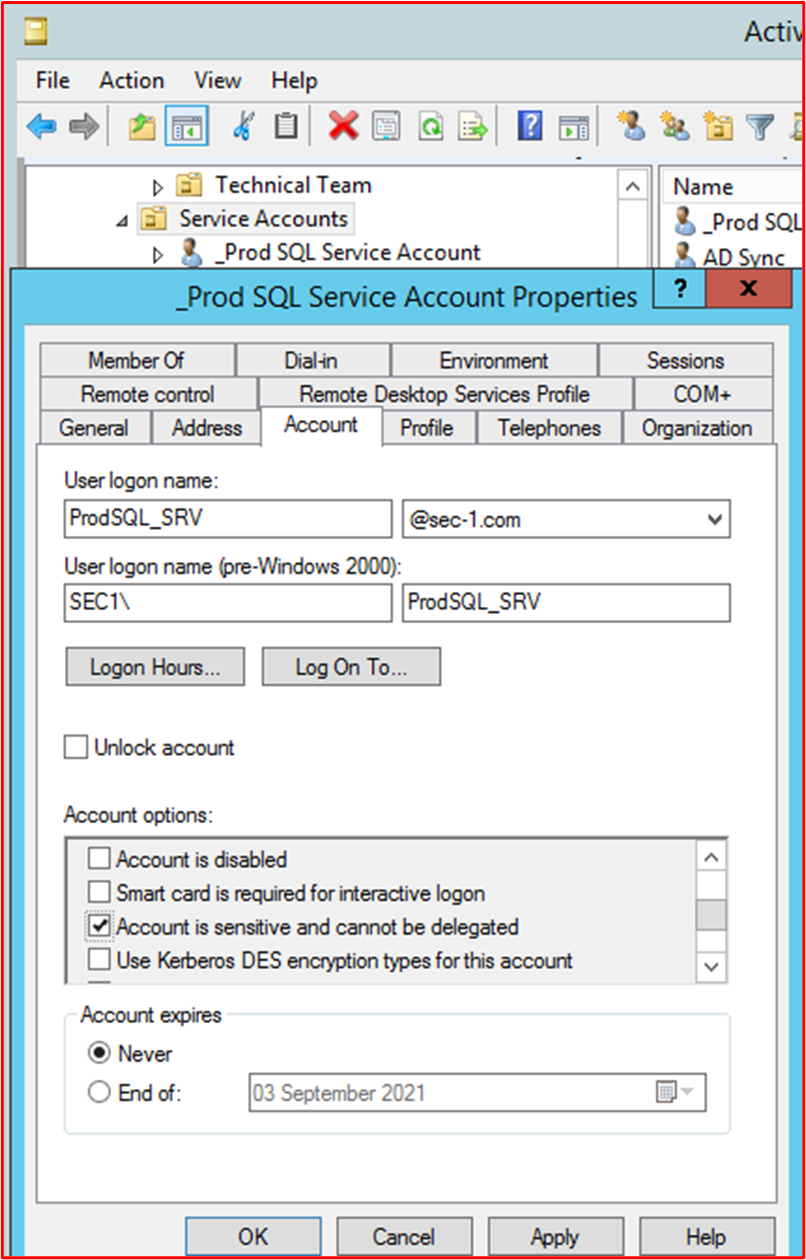 Activ
File Action View Help
Technical Team
Service Accounts
_Prod SQL Service Account
Name
_Prod SQL
AD Sync
_Prod SQL Service Account Properties ? x
Member Of Dial-in Environment Sessions
Remote control Remote Desktop Services Profile COM+
General Address Account Profile Telephones Organization
User logon name:
ProdSQL_SRV @sec-1.com
User logon name (pre-Windows 2000):
SEC1\ ProdSQL_SRV
Logon Hours... Log On To...
Unlock account
Account options:
Account is disabled
Smart card is required for interactive logon
Account is sensitive and cannot be delegated
Use Kerberos DES encryption types for this account
Account expires
Never
End of: 03 September 2021
OK Cancel Apply Help